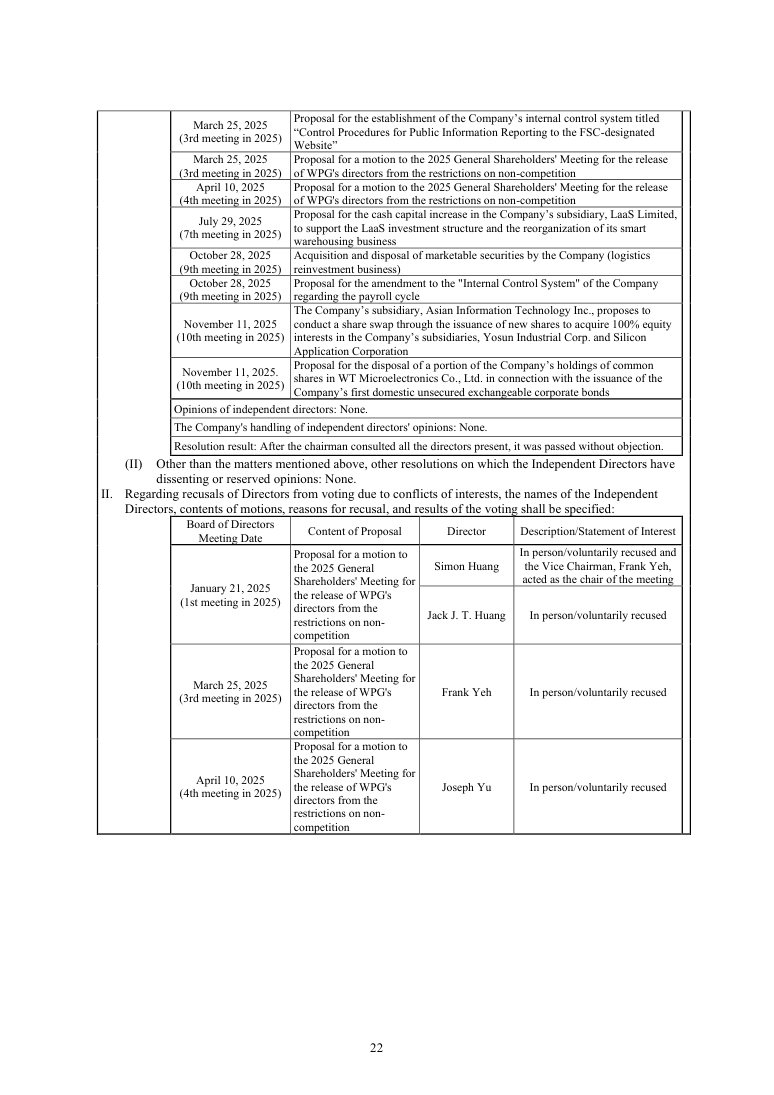 March 25, 2025
(3rd meeting in 2025)
Proposal for the establishment of the Company’s internal control system titled
“Control Procedures for Public Information Reporting to the FSC-designated
Website”
March 25, 2025
(3rd meeting in 2025)
Proposal for a motion to the 2025 General Shareholders' Meeting for the release
of WPG's directors from the restrictions on non-competition
April 10, 2025
(4th meeting in 2025)
Proposal for a motion to the 2025 General Shareholders' Meeting for the release
of WPG's directors from the restrictions on non-competition
July 29, 2025
(7th meeting in 2025)
Proposal for the cash capital increase in the Company’s subsidiary, LaaS Limited,
to support the LaaS investment structure and the reorganization of its smart
warehousing business
October 28, 2025
(9th meeting in 2025)
Acquisition and disposal of marketable securities by the Company (logistics
reinvestment business)
October 28, 2025
(9th meeting in 2025)
Proposal for the amendment to the "Internal Control System" of the Company
regarding the payroll cycle
November 11, 2025
(10th meeting in 2025)
The Company’s subsidiary, Asian Information Technology Inc., proposes to
conduct a share swap through the issuance of new shares to acquire 100% equity
interests in the Company’s subsidiaries, Yosun Industrial Corp. and Silicon
Application Corporation
November 11, 2025.
(10th meeting in 2025)
Proposal for the disposal of a portion of the Company’s holdings of common
shares in WT Microelectronics Co., Ltd. in connection with the issuance of the
Company’s first domestic unsecured exchangeable corporate bonds
Opinions of independent directors: None.
The Company's handling of independent directors' opinions: None.
Resolution result: After the chairman consulted all the directors present, it was passed without objection.
(II) Other than the matters mentioned above, other resolutions on which the Independent Directors have
dissenting or reserved opinions: None.
II. Regarding recusals of Directors from voting due to conflicts of interests, the names of the Independent
Directors, contents of motions, reasons for recusal, and results of the voting shall be specified:
Board of Directors
Meeting Date
Content of Proposal
Director
Description/Statement of Interest
January 21, 2025
(1st meeting in 2025)
Proposal for a motion to
the 2025 General
Shareholders' Meeting for
the release of WPG's
directors from the
restrictions on non-
competition
Simon Huang
In person/voluntarily recused and
the Vice Chairman, Frank Yeh,
acted as the chair of the meeting
Jack J. T. Huang
In person/voluntarily recused
March 25, 2025
(3rd meeting in 2025)
Proposal for a motion to
the 2025 General
Shareholders' Meeting for
the release of WPG's
directors from the
restrictions on non-
competition
Frank Yeh
In person/voluntarily recused
April 10, 2025
(4th meeting in 2025)
Proposal for a motion to
the 2025 General
Shareholders' Meeting for
the release of WPG's
directors from the
restrictions on non-
competition
Joseph Yu
In person/voluntarily recused
22